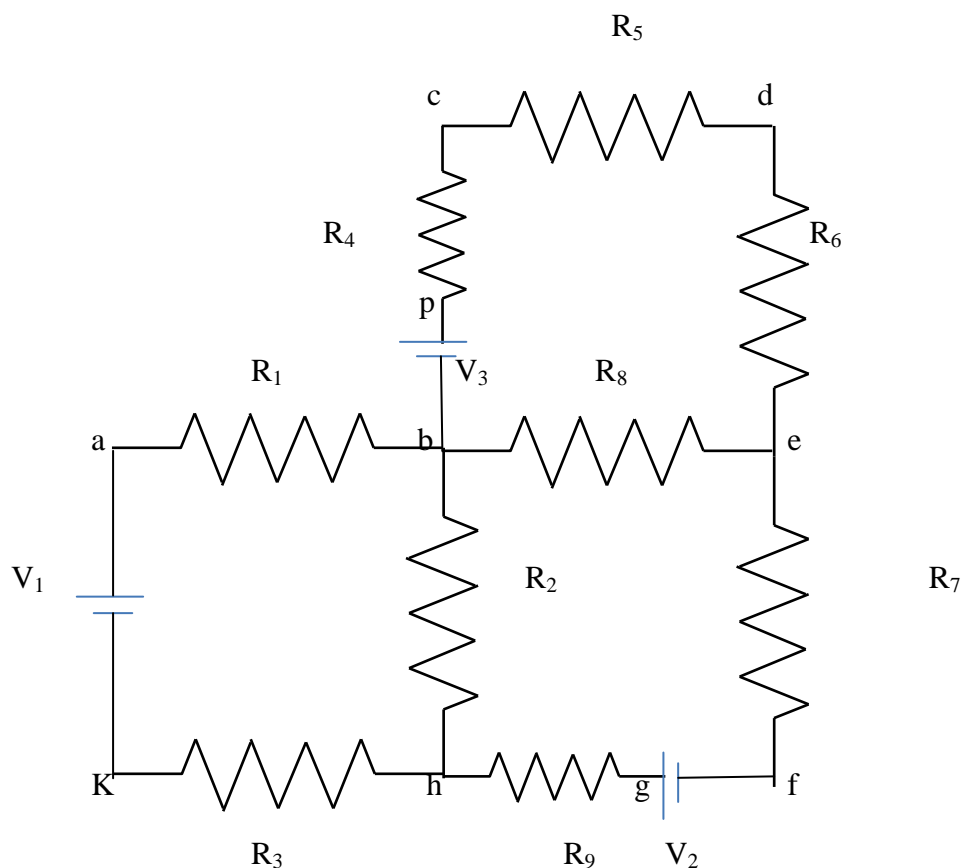 R₅
c d
R₄ R₆
p
R₁ V₃ R₈
a b e
V₁ R₂ R₇
K h g f
R₃ R₉ V₂